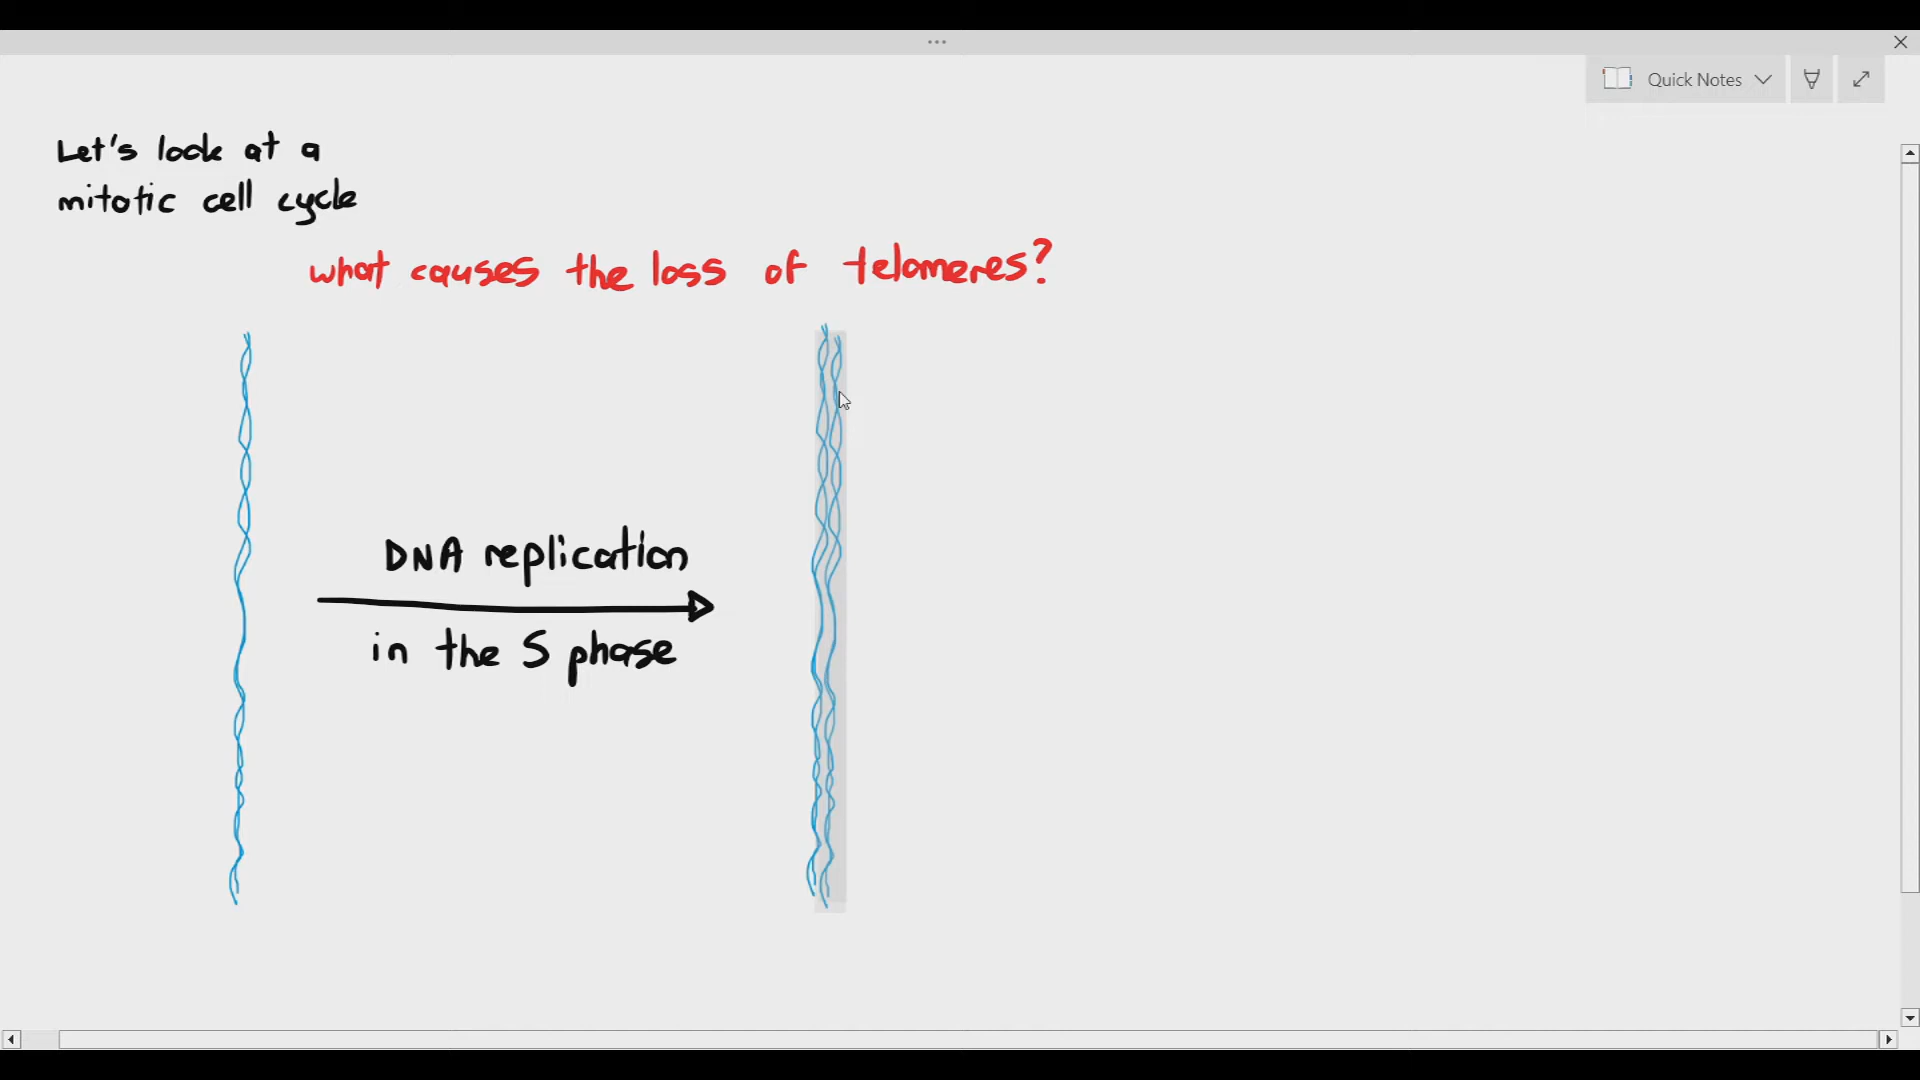 Quick Notes
Let's look at a
mitotic cell cycle
what causes the loss of telomeres?
DNA replication
in the S phase